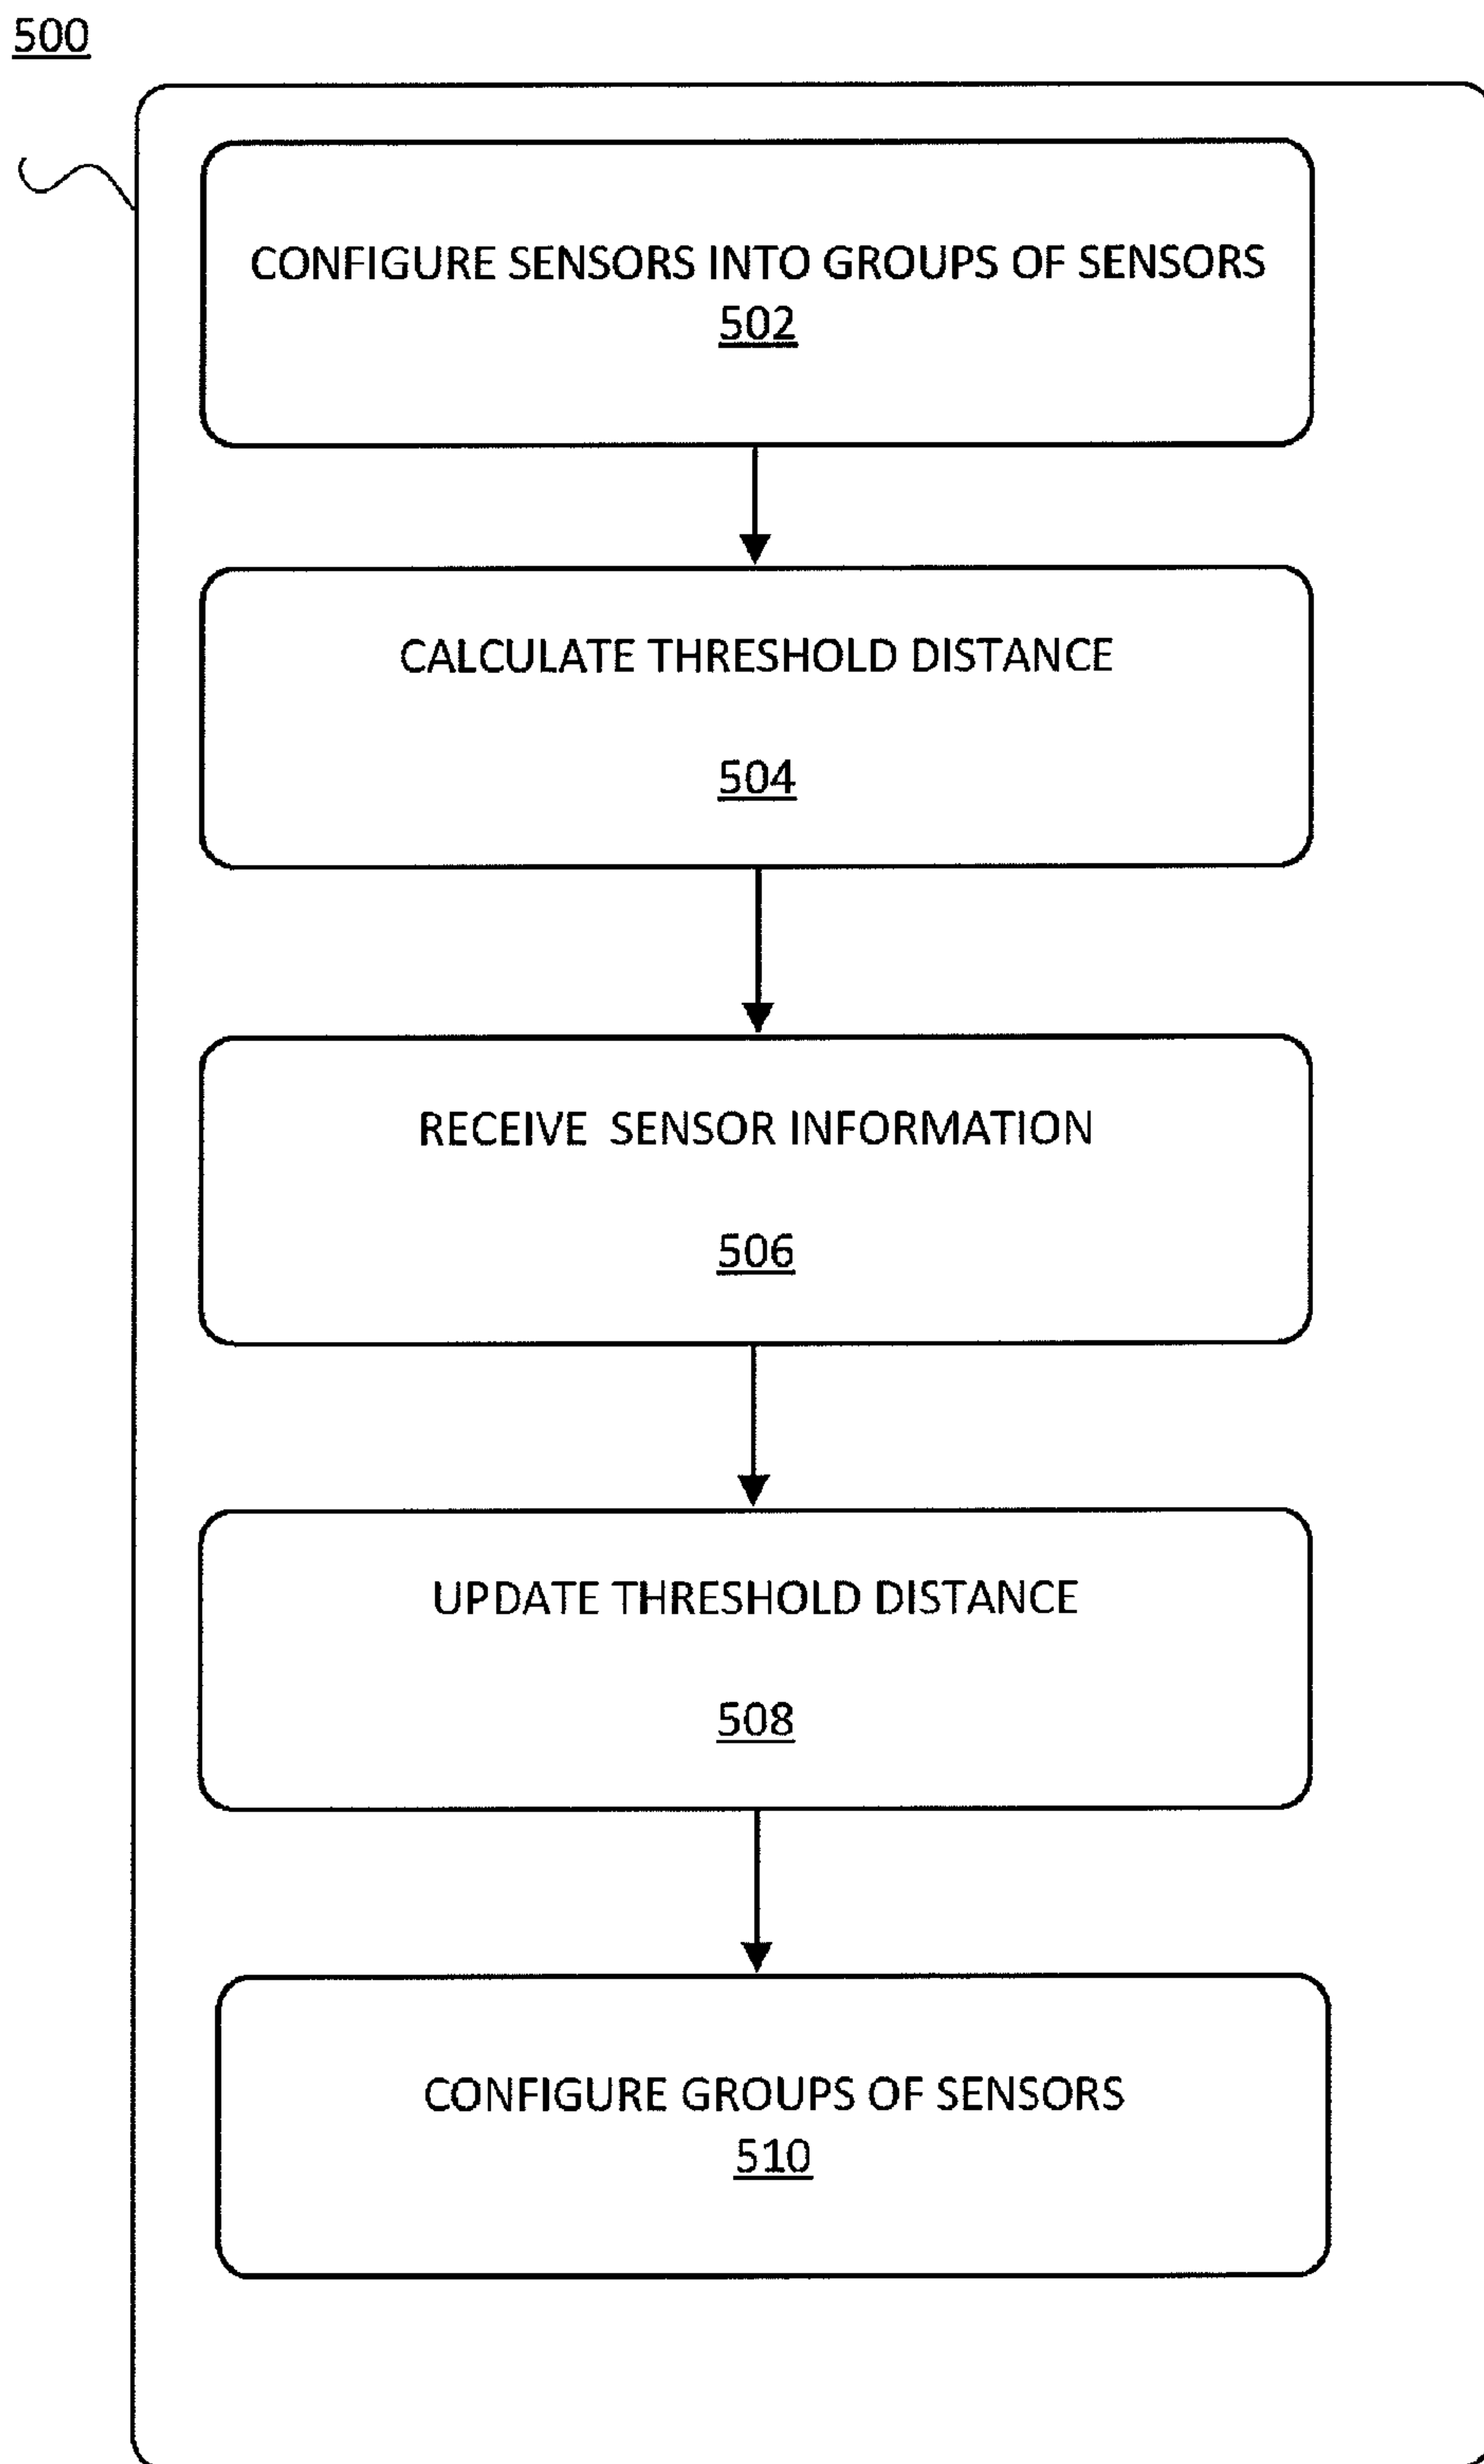 500
CONFIGURE SENSORS INTO GROUPS OF SENSORS
502
CALCULATE THRESHOLD DISTANCE
504
RECEIVE SENSOR INFORMATION
506
UPDATE THRESHOLD DISTANCE
508
CONFIGURE GROUPS OF SENSORS
510